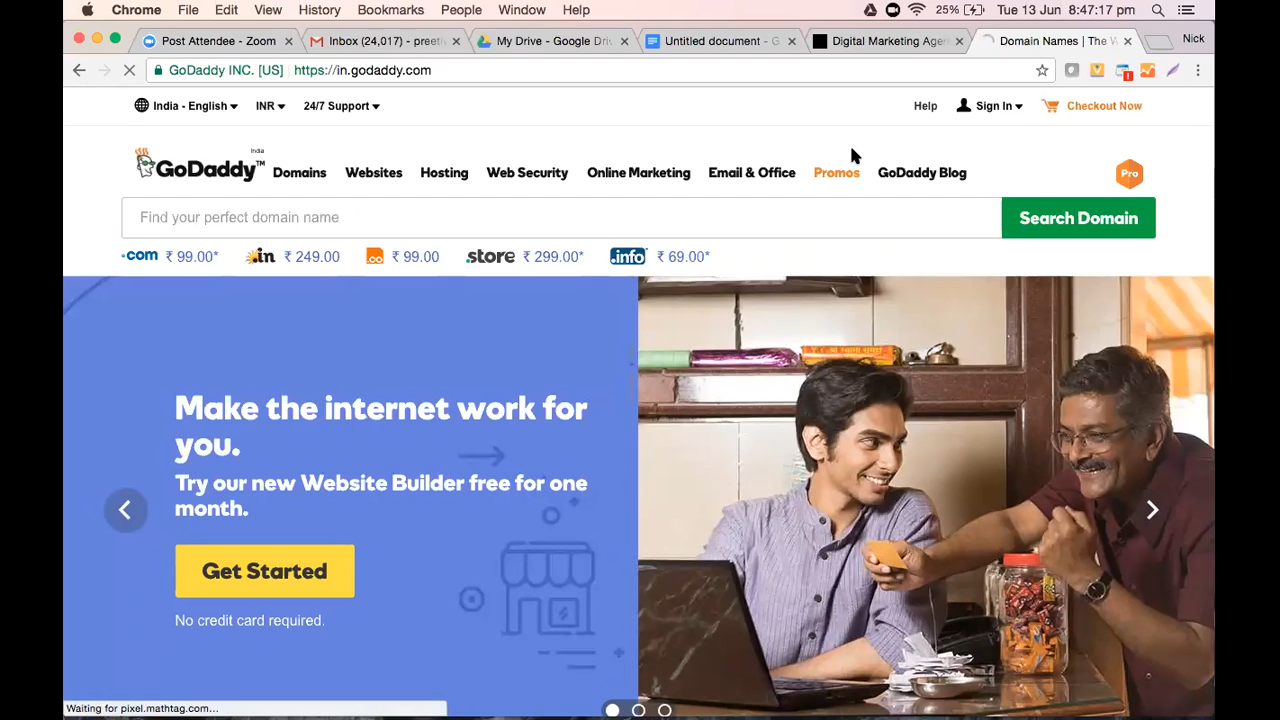 Chrome File Edit View History Bookmarks People Window Help 25% Tue 13 Jun 8:47:17 pm
Post Attendee - Zoom Inbox (24,017) - preeti My Drive - Google Dri Untitled document - G Digital Marketing Agen Domain Names | The W Nick
GoDaddy INC. [US] https://in.godaddy.com
India - English INR 24/7 Support Help Sign In Checkout Now
India
GoDaddy™ Domains Websites Hosting Web Security Online Marketing Email & Office Promos GoDaddy Blog Pro
Find your perfect domain name Search Domain
.com ₹ 99.00* .in ₹ 249.00 ₹ 99.00 .store ₹ 299.00* .info ₹ 69.00*
Make the internet work for
you.
Try our new Website Builder free for one
month.
Get Started
No credit card required.
Waiting for pixel.mathtag.com...